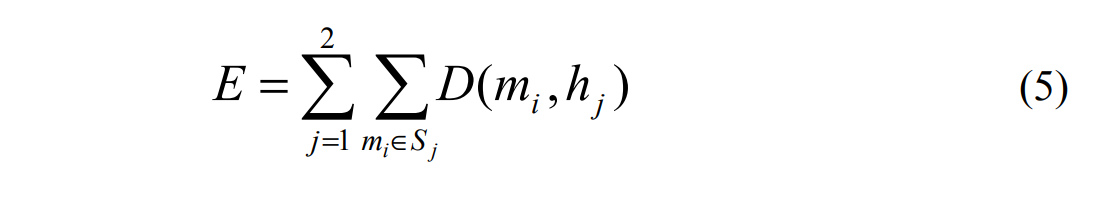 E = \sum_{j=1}^{2} \sum_{m_i \in S_j} D(m_i, h_j) (5)